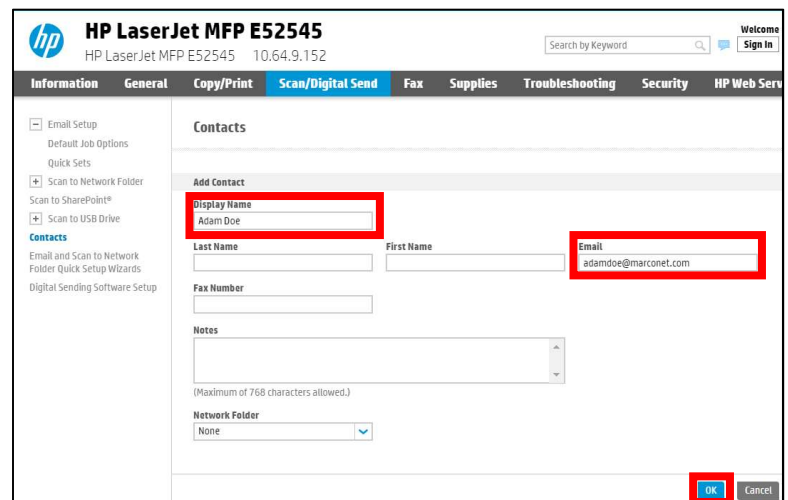 hp
HP LaserJet MFP E52545
HP LaserJet MFP E52545 10.64.9.152
Search by Keyword
Welcome
Sign In
Information General Copy/Print Scan/Digital Send Fax Supplies Troubleshooting Security HP Web Serv
Email Setup
Default Job Options
Quick Sets
Scan to Network Folder
Scan to SharePoint®
Scan to USB Drive
Contacts
Email and Scan to Network
Folder Quick Setup Wizards
Digital Sending Software Setup
Contacts
Add Contact
Display Name
Adam Doe
Last Name First Name Email
adamdoe@marconet.com
Fax Number
Notes
(Maximum of 768 characters allowed.)
Network Folder
None
OK Cancel